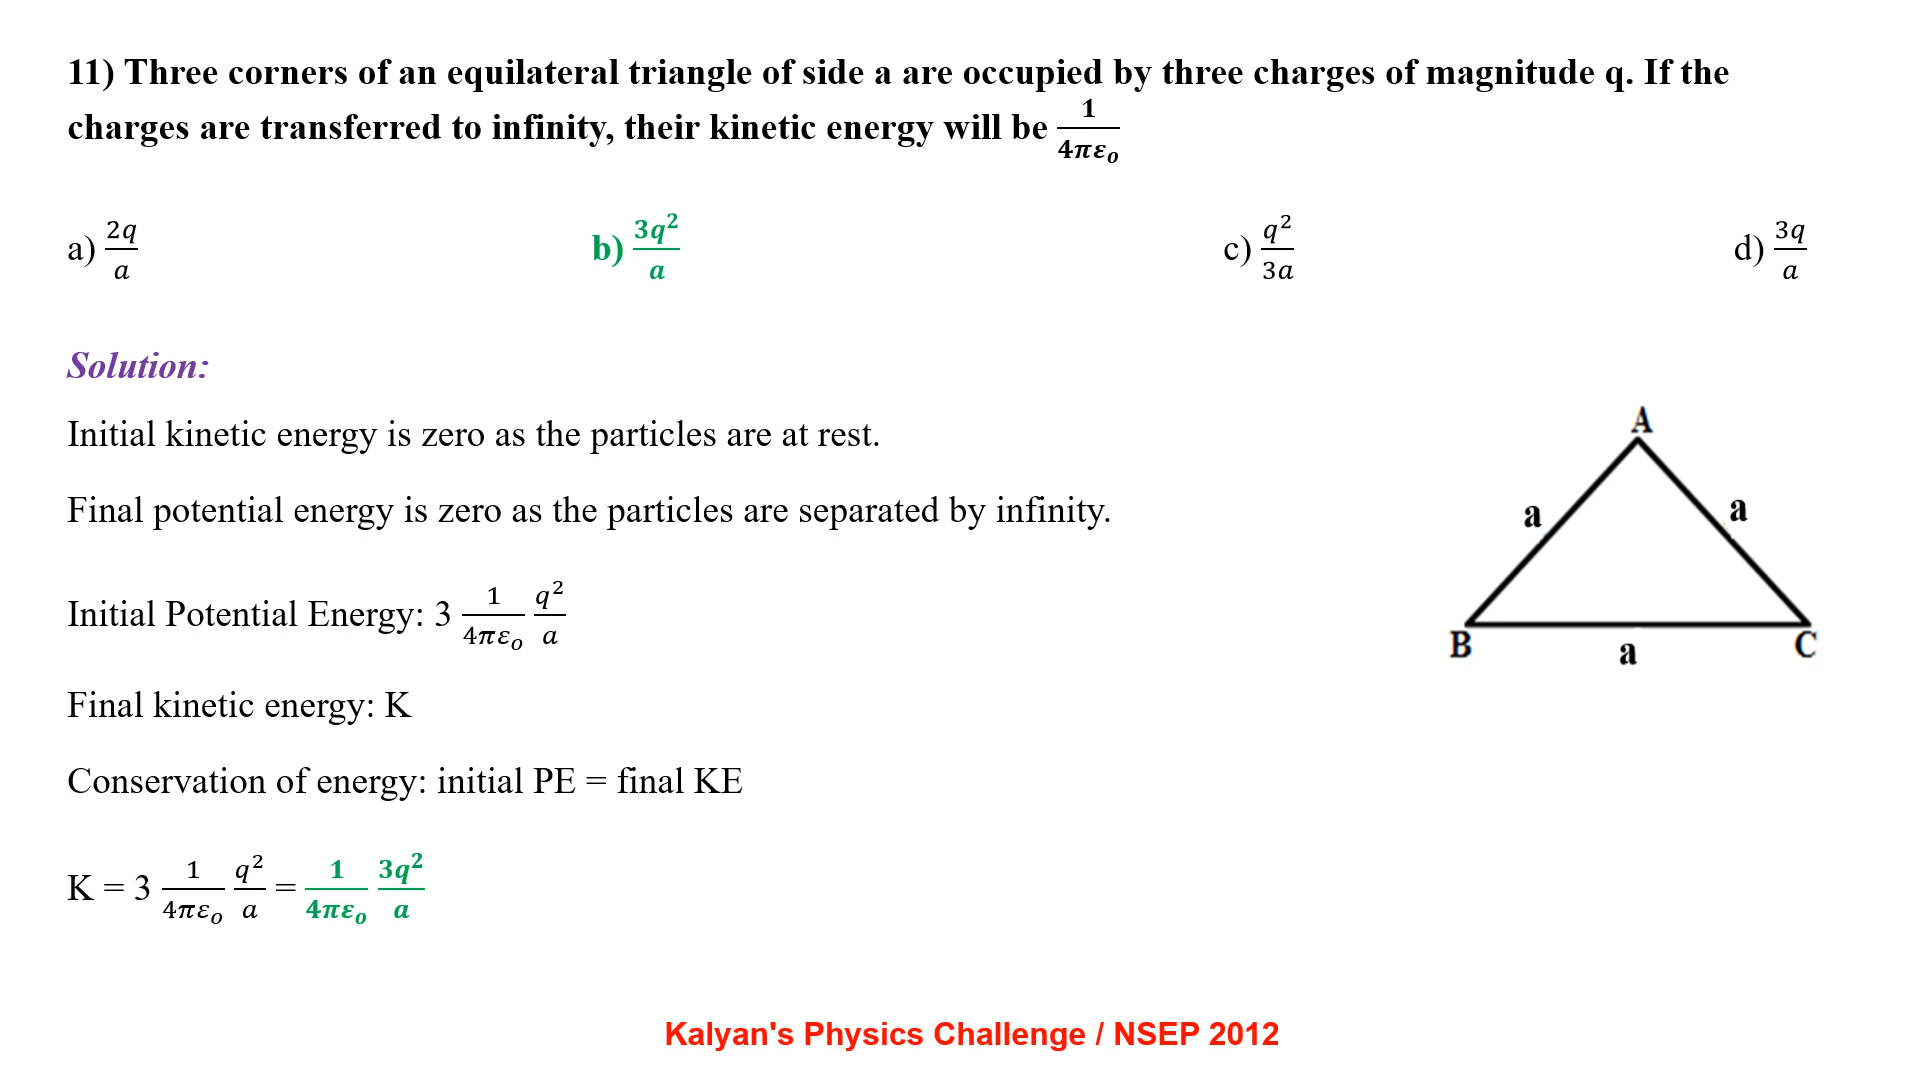 11) Three corners of an equilateral triangle of side a are occupied by three charges of magnitude q. If the
charges are transferred to infinity, their kinetic energy will be 1/(4πε₀)
a) 2q/a b) 3q²/a c) q²/3a d) 3q/a
Solution:
Initial kinetic energy is zero as the particles are at rest.
Final potential energy is zero as the particles are separated by infinity.
Initial Potential Energy: 3 1/(4πε₀) q²/a
Final kinetic energy: K
Conservation of energy: initial PE = final KE
K = 3 1/(4πε₀) q²/a = 1/(4πε₀) 3q²/a
A
a a
B a C
Kalyan's Physics Challenge / NSEP 2012